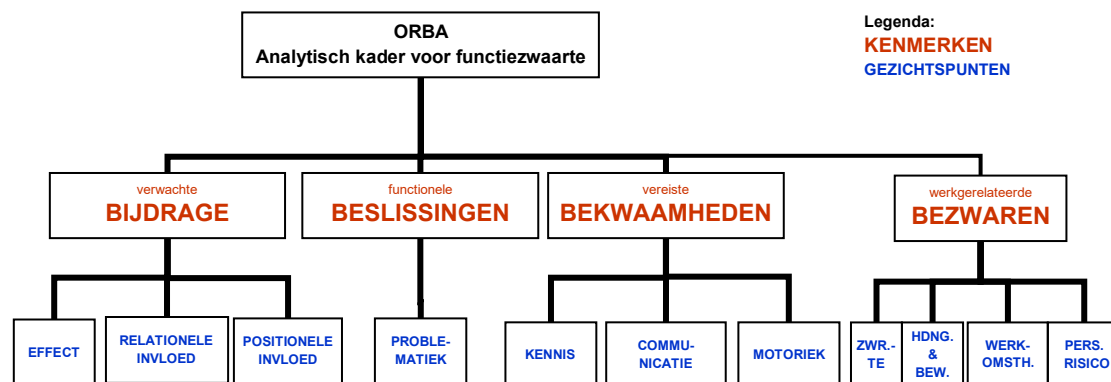 ORBA
Analytisch kader voor functiezwaarte
Legenda:
KENMERKEN
GEZICHTSPUNTEN
verwachte
BIJDRAGE
functionele
BESLISSINGEN
vereiste
BEKWAAMHEDEN
werkgerelateerde
BEZWAREN
EFFECT
RELATIONELE
INVLOED
POSITIONELE
INVLOED
PROBLE-
MATIEK
KENNIS
COMMU-
NICATIE
MOTORIEK
ZWR.-
TE
HDNG.
&
BEW.
WERK-
OMSTH.
PERS.
RISICO